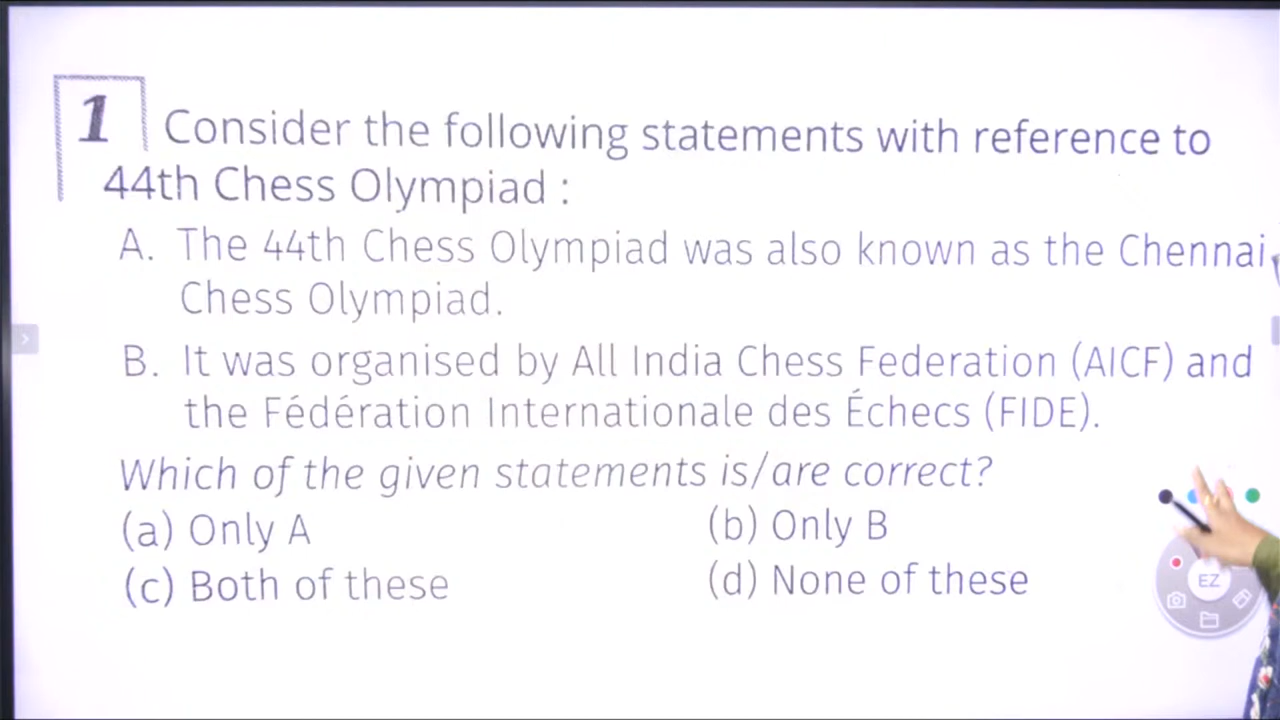 1 Consider the following statements with reference to
44th Chess Olympiad :
A. The 44th Chess Olympiad was also known as the Chennai
Chess Olympiad.
B. It was organised by All India Chess Federation (AICF) and
the Fédération Internationale des Échecs (FIDE).
Which of the given statements is/are correct?
(a) Only A (b) Only B
(c) Both of these (d) None of these
EZ